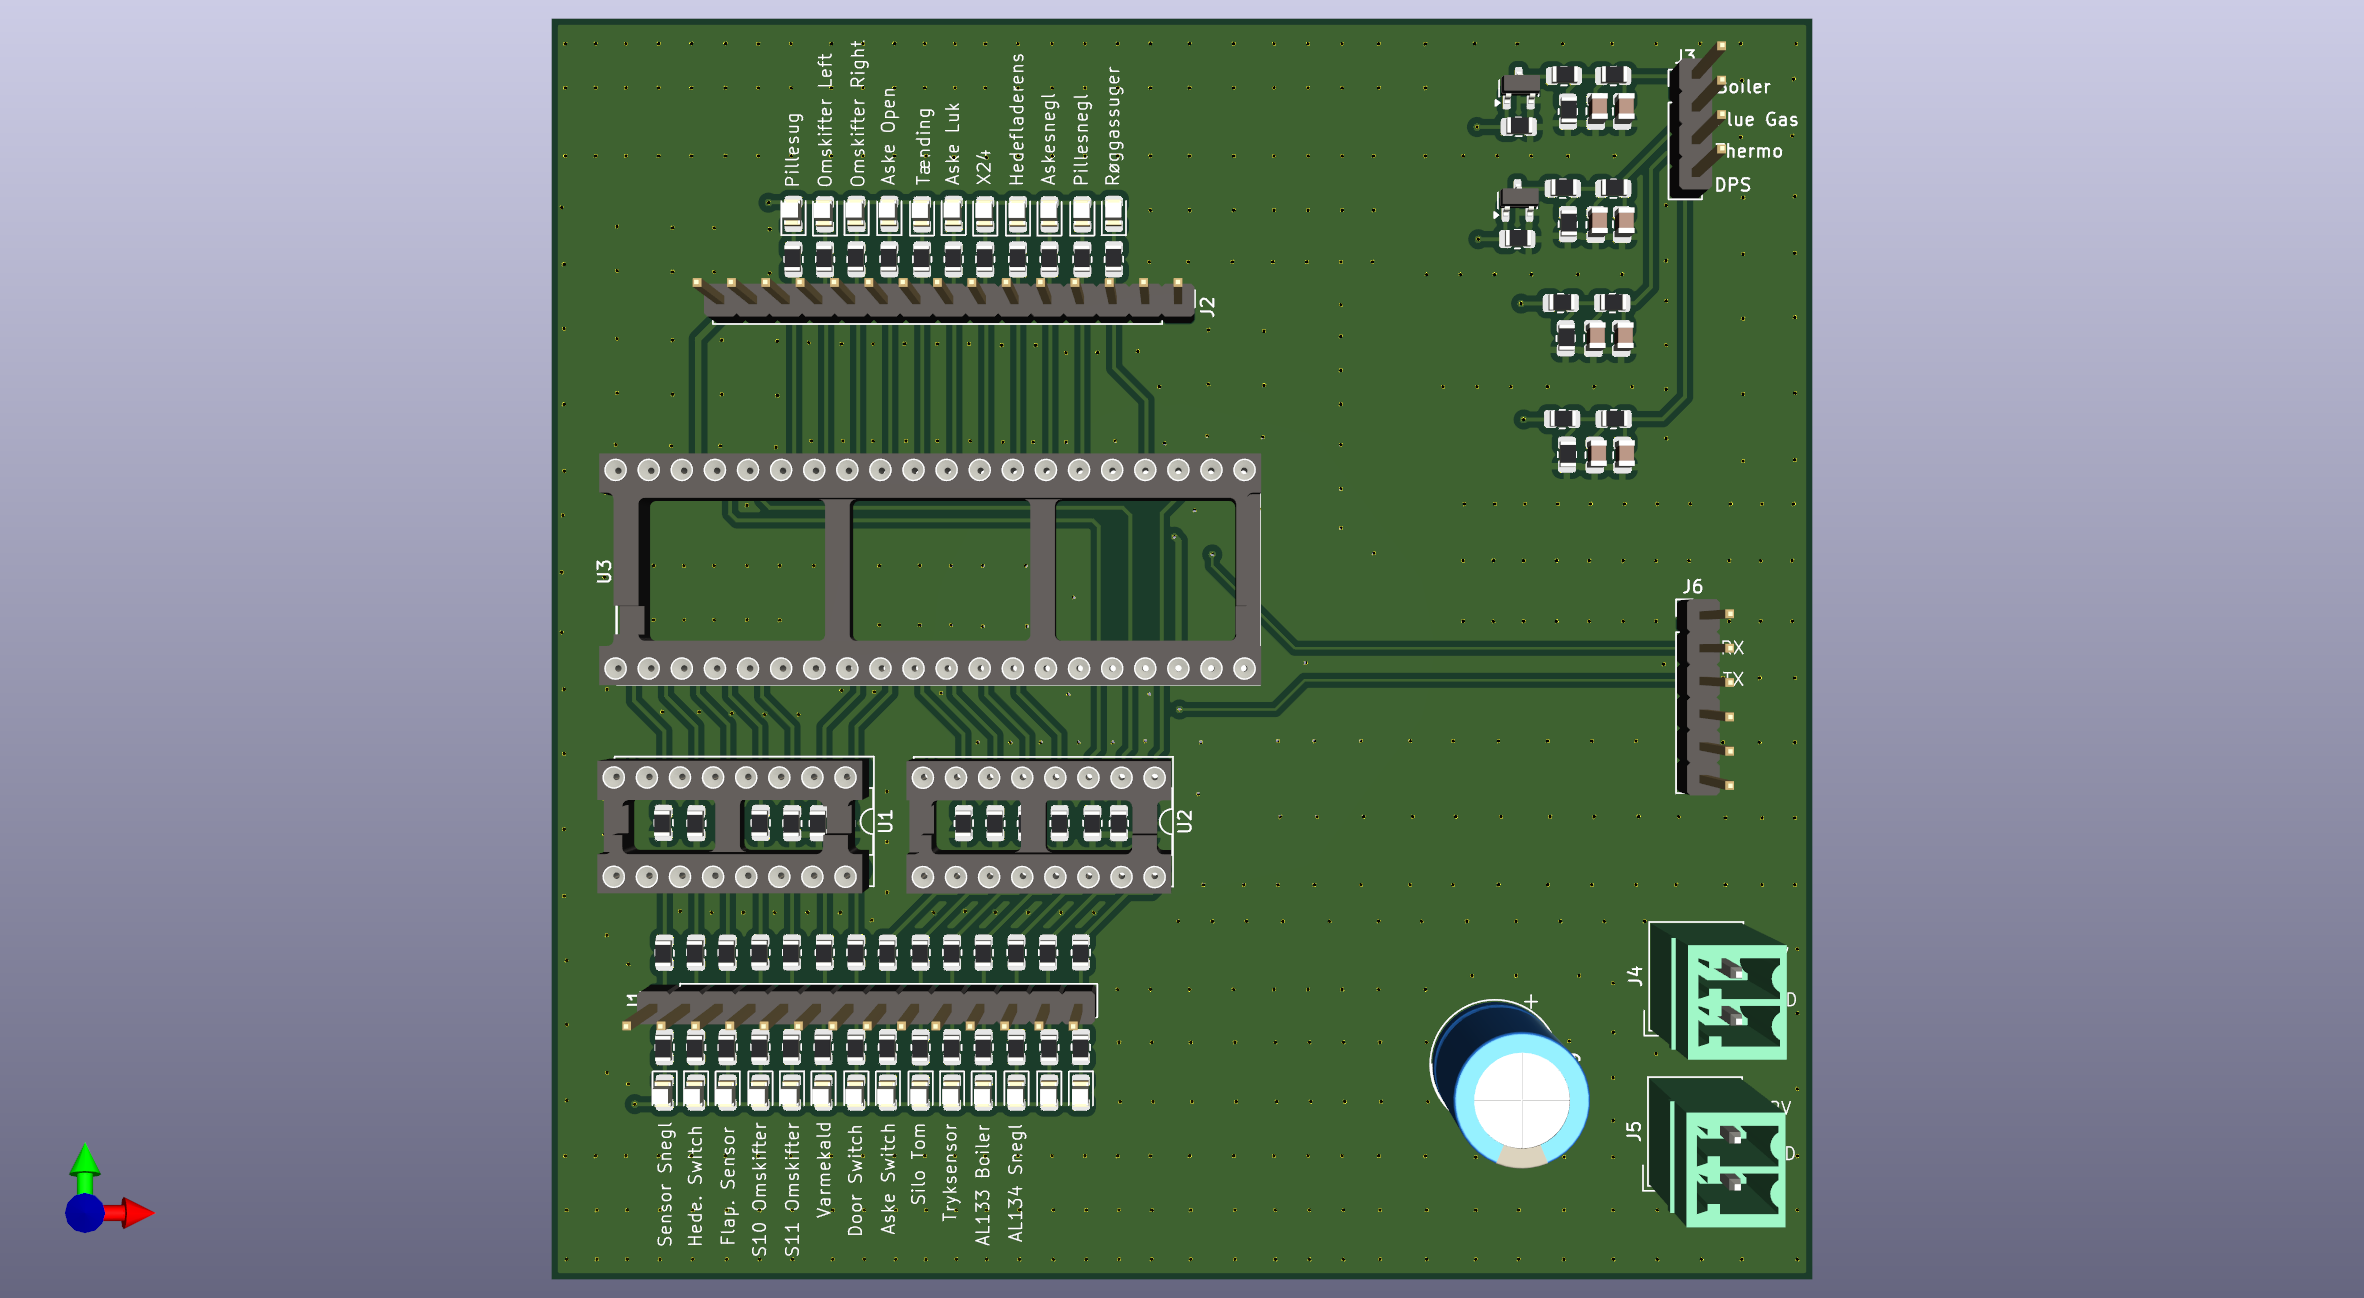 Pillesug
Omskifter Left
Omskifter Right
Aske Open
Tænding
Aske Luk
X24
Hedefladerens
Askesnegl
Pillesnegl
Røggassuger
J2
J3
Boiler
lue Gas
Thermo
DPS
U3
J6
RX
TX
U1
U2
J1
J4
D
+
J5
D
Sensor Snegl
Hede. Switch
Flap. Sensor
S10 Omskifter
S11 Omskifter
Varmekald
Door Switch
Aske Switch
Silo Tom
Tryksensor
AL133 Boiler
AL134 Snegl